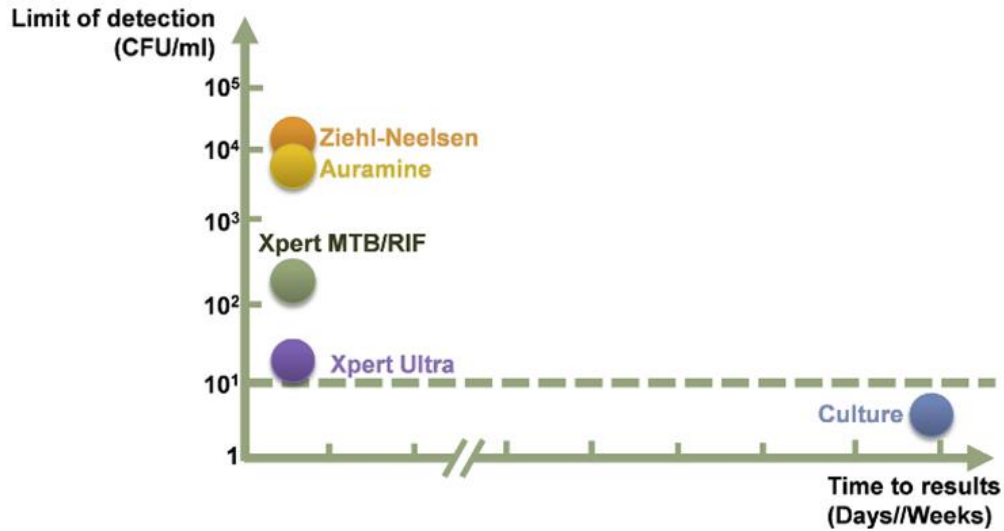 Limit of detection
(CFU/ml)
10⁵
Ziehl-Neelsen
10⁴
Auramine
10³
Xpert MTB/RIF
10²
Xpert Ultra
10¹
Culture
1
Time to results
(Days//Weeks)